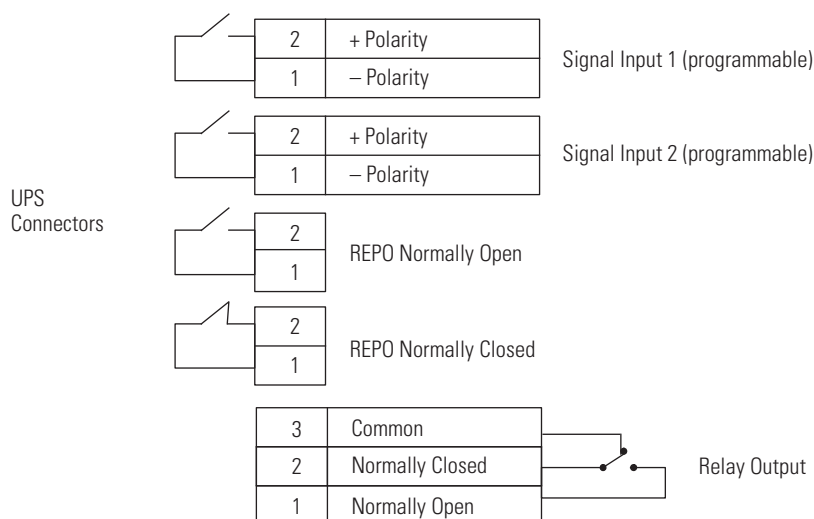 2 + Polarity
Signal Input 1 (programmable)
1 – Polarity
2 + Polarity
Signal Input 2 (programmable)
1 – Polarity
UPS
Connectors
2
REPO Normally Open
1
2
REPO Normally Closed
1
3 Common
2 Normally Closed
Relay Output
1 Normally Open